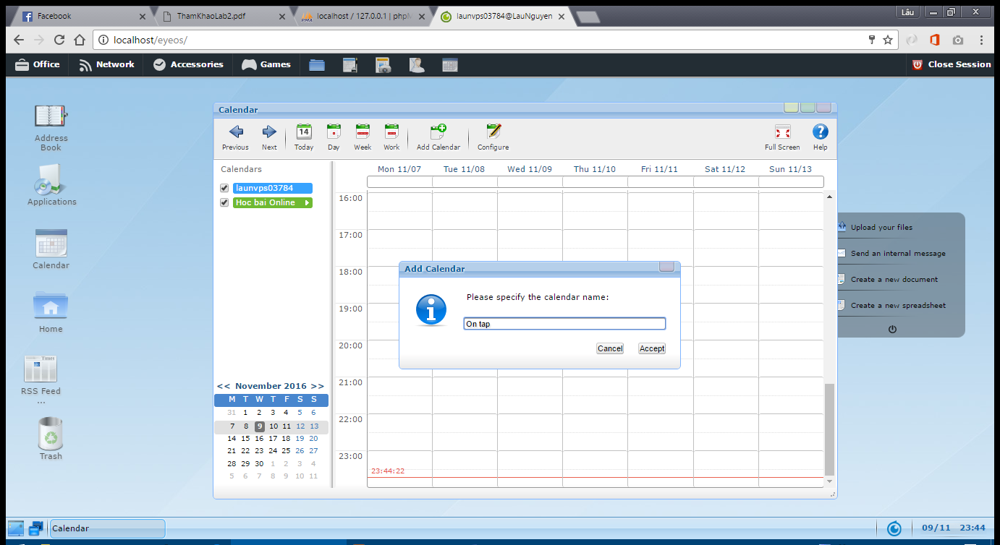 Facebook
ThamKhaoLab2.pdf
localhost / 127.0.0.1 | phpM
launvps03784@LauNguyen
Lâu
localhost/eyeos/
Office
Network
Accessories
Games
Close Session
Address
Book
Applications
Calendar
Home
RSS Feed
...
Trash
Calendar
Previous
Next
14
Today
Day
Week
Work
Add Calendar
Configure
Full Screen
Help
Calendars
launvps03784
Hoc bai Online
Mon 11/07 Tue 11/08 Wed 11/09 Thu 11/10 Fri 11/11 Sat 11/12 Sun 11/13
16:00
17:00
18:00
19:00
20:00
21:00
22:00
23:00
23:44:22
Add Calendar
Please specify the calendar name:
On tap
Cancel Accept
<< November 2016 >>
M T W T F S S
31 1 2 3 4 5 6
7 8 9 10 11 12 13
14 15 16 17 18 19 20
21 22 23 24 25 26 27
28 29 30 1 2 3 4
5 6 7 8 9 10 11
Upload your files
Send an internal message
Create a new document
Create a new spreadsheet
Calendar
09/11 23:44